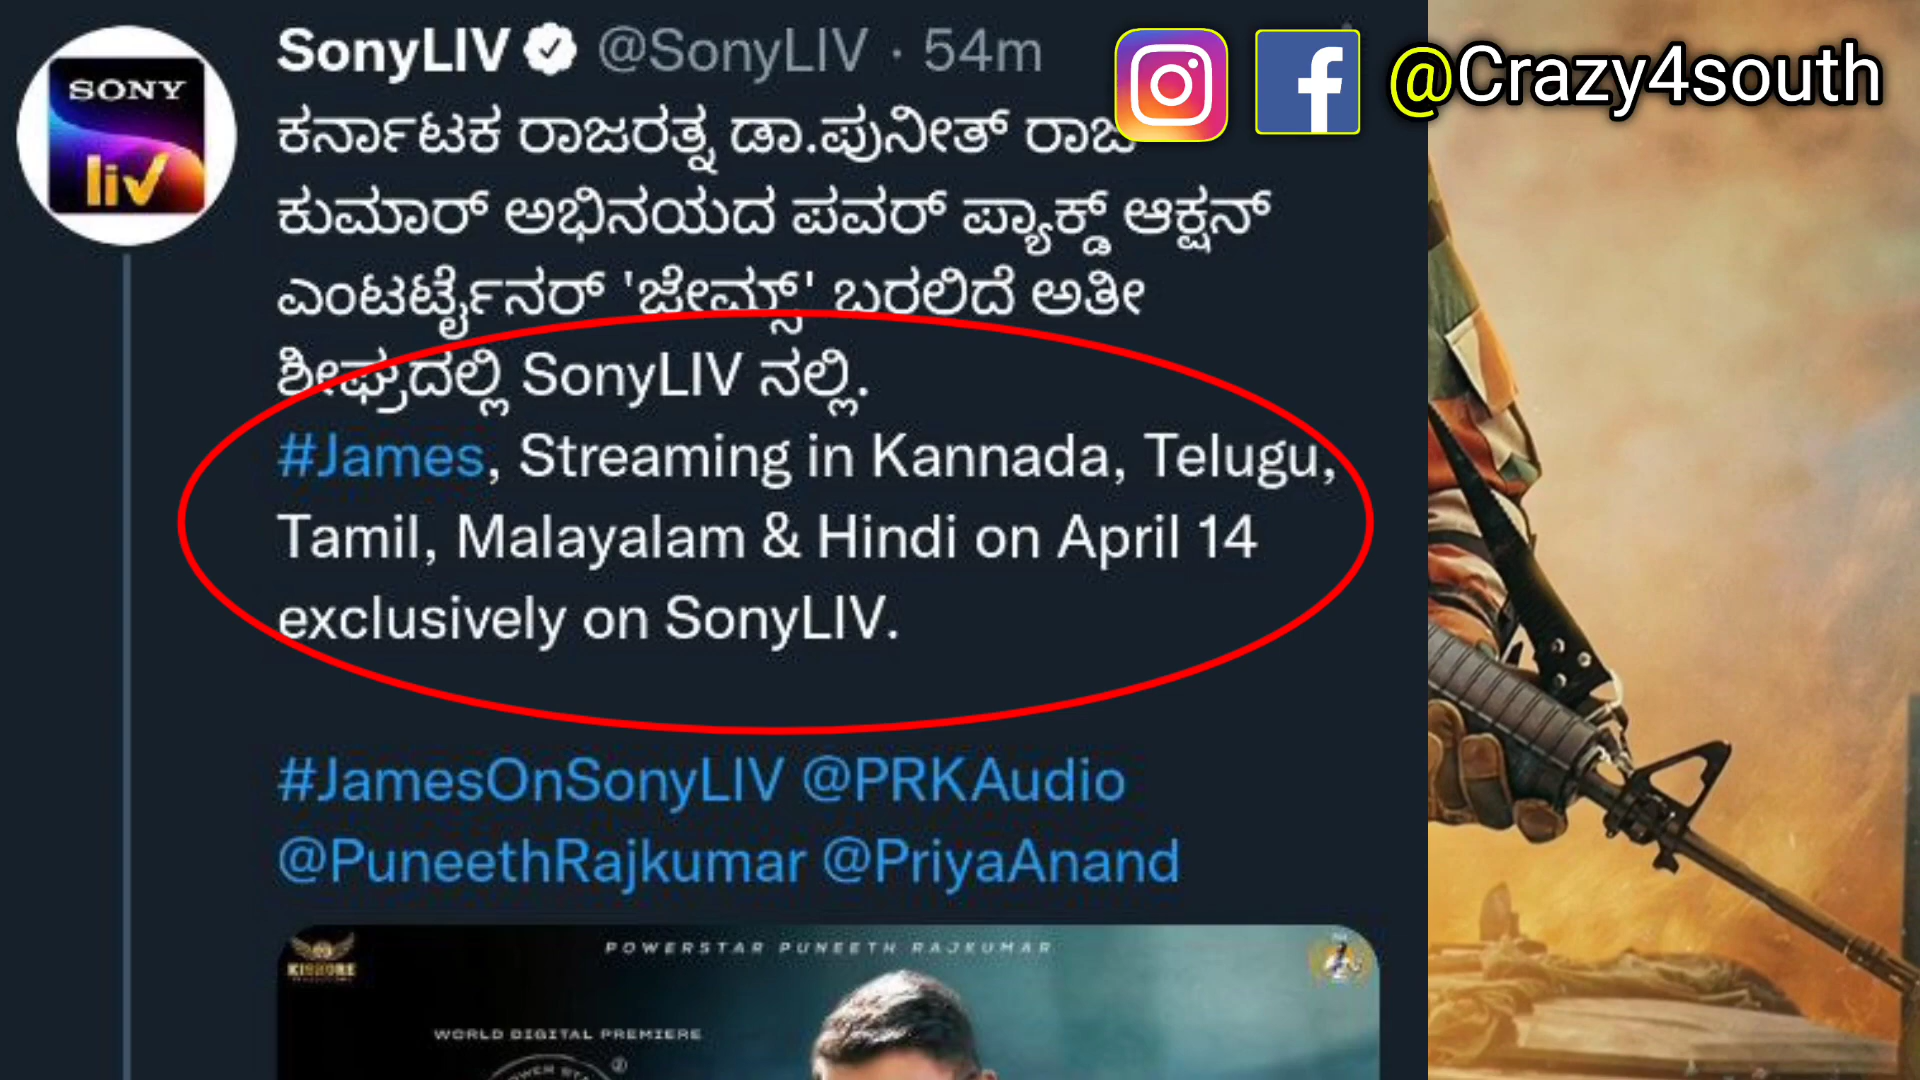 SonyLIV @SonyLIV · 54m
@Crazy4south
SONY
liv
ಕರ್ನಾಟಕ ರಾಜರತ್ನ ಡಾ.ಪುನೀತ್ ರಾಜ್
ಕುಮಾರ್ ಅಭಿನಯದ ಪವರ್ ಪ್ಯಾಕ್ಡ್ ಆಕ್ಷನ್
ಎಂಟರ್ಟೈನರ್ 'ಜೇಮ್ಸ್' ಬರಲಿದೆ ಅತೀ
ಶೀಘ್ರದಲ್ಲಿ SonyLIV ನಲ್ಲಿ.
#James, Streaming in Kannada, Telugu,
Tamil, Malayalam & Hindi on April 14
exclusively on SonyLIV.
#JamesOnSonyLIV @PRKAudio
@PuneethRajkumar @PriyaAnand
POWERSTAR PUNEETH RAJKUMAR
KISHORE
WORLD DIGITAL PREMIERE